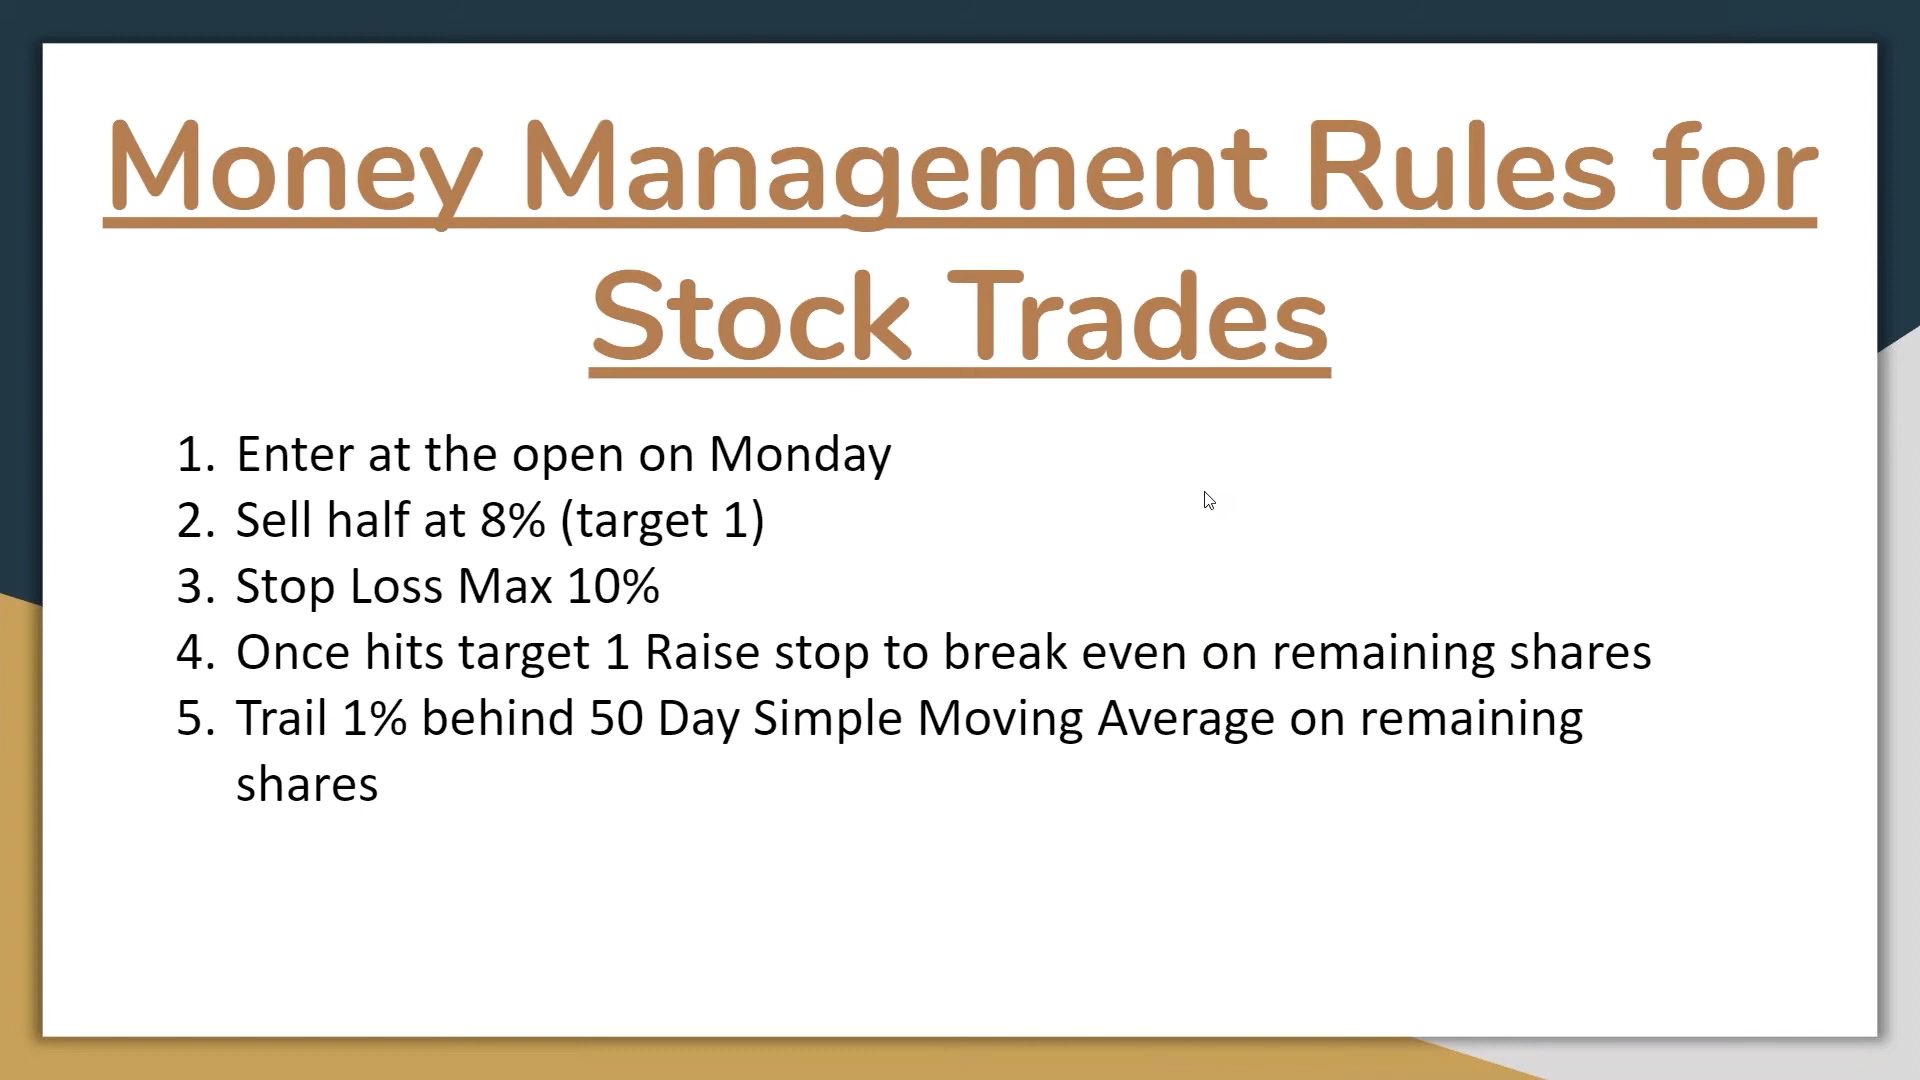 Money Management Rules for
Stock Trades
1. Enter at the open on Monday
2. Sell half at 8% (target 1)
3. Stop Loss Max 10%
4. Once hits target 1 Raise stop to break even on remaining shares
5. Trail 1% behind 50 Day Simple Moving Average on remaining
shares